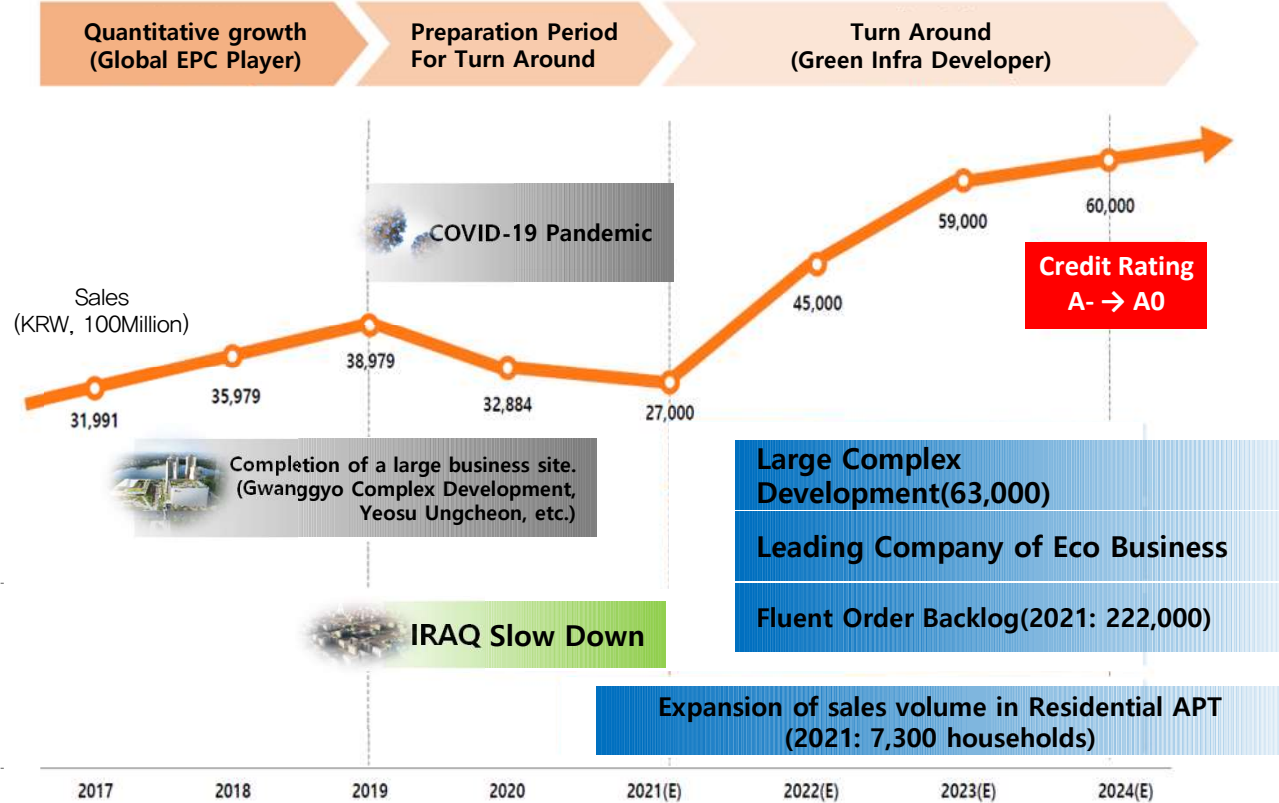 Quantitative growth
(Global EPC Player)
Preparation Period
For Turn Around
Turn Around
(Green Infra Developer)
COVID-19 Pandemic
Sales
(KRW, 100Million)
31,991
35,979
38,979
32,884
27,000
45,000
59,000
60,000
Credit Rating
A- → A0
Completion of a large business site.
(Gwanggyo Complex Development,
Yeosu Ungcheon, etc.)
IRAQ Slow Down
Large Complex
Development(63,000)
Leading Company of Eco Business
Fluent Order Backlog(2021: 222,000)
Expansion of sales volume in Residential APT
(2021: 7,300 households)
2017
2018
2019
2020
2021(E)
2022(E)
2023(E)
2024(E)